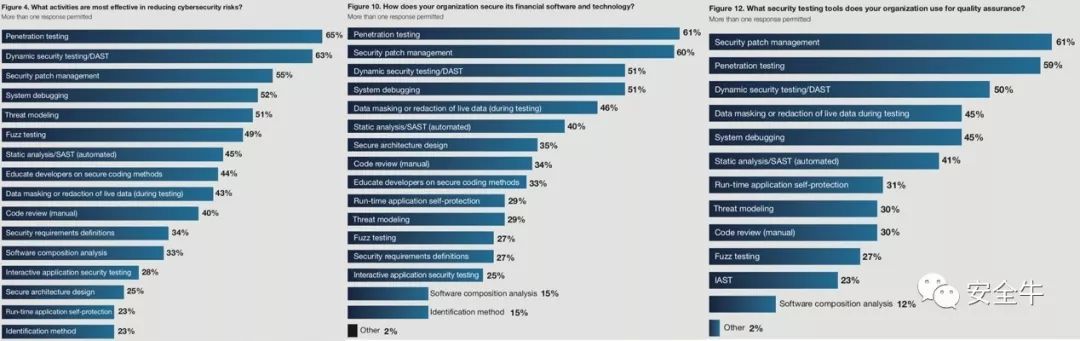 Figure 4. What activities are most effective in reducing cybersecurity risks?
More than one response permitted
Penetration testing 65%
Dynamic security testing/DAST 63%
Security patch management 55%
System debugging 52%
Threat modeling 51%
Fuzz testing 49%
Static analysis/SAST (automated) 45%
Educate developers on secure coding methods 44%
Data masking or redaction of live data (during testing) 43%
Code review (manual) 40%
Security requirements definitions 34%
Software composition analysis 33%
Interactive application security testing 28%
Secure architecture design 25%
Run-time application self-protection 23%
Identification method 23%
Figure 10. How does your organization secure its financial software and technology?
More than one response permitted
Penetration testing 61%
Security patch management 60%
Dynamic security testing/DAST 51%
System debugging 51%
Data masking or redaction of live data (during testing) 46%
Static analysis/SAST (automated) 40%
Secure architecture design 35%
Code review (manual) 34%
Educate developers on secure coding methods 33%
Run-time application self-protection 29%
Threat modeling 29%
Fuzz testing 27%
Security requirements definitions 27%
Interactive application security testing 25%
Software composition analysis 15%
Identification method 15%
Other 2%
Figure 12. What security testing tools does your organization use for quality assurance?
More than one response permitted
Security patch management 61%
Penetration testing 59%
Dynamic security testing/DAST 50%
Data masking or redaction of live data during testing 45%
System debugging 45%
Static analysis/SAST (automated) 41%
Run-time application self-protection 31%
Threat modeling 30%
Code review (manual) 30%
Fuzz testing 27%
IAST 23%
Software composition analysis 12%
Other 2%
安全牛